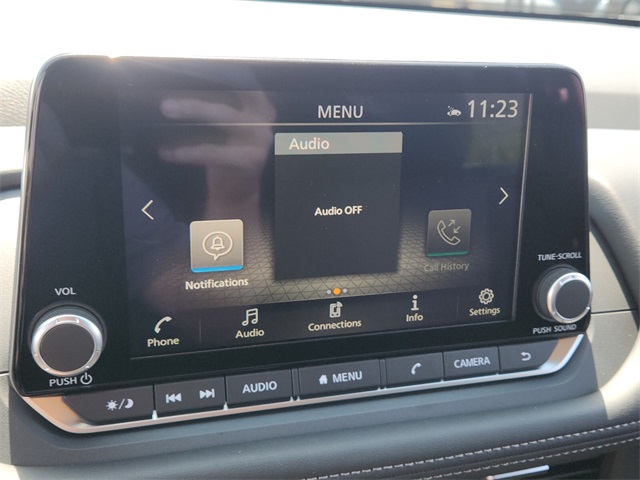 MENU 11:23
Audio
Audio OFF
Notifications
Call History
Phone
Audio
Connections
Info
Settings
VOL
PUSH
TUNE·SCROLL
PUSH SOUND
AUDIO
MENU
CAMERA